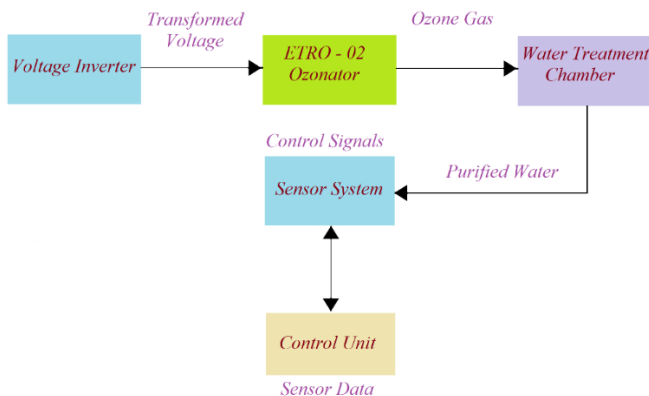 Transformed
Voltage
Ozone Gas
Voltage Inverter
ETRO - 02
Ozonator
Water Treatment
Chamber
Control Signals
Sensor System
Purified Water
Control Unit
Sensor Data